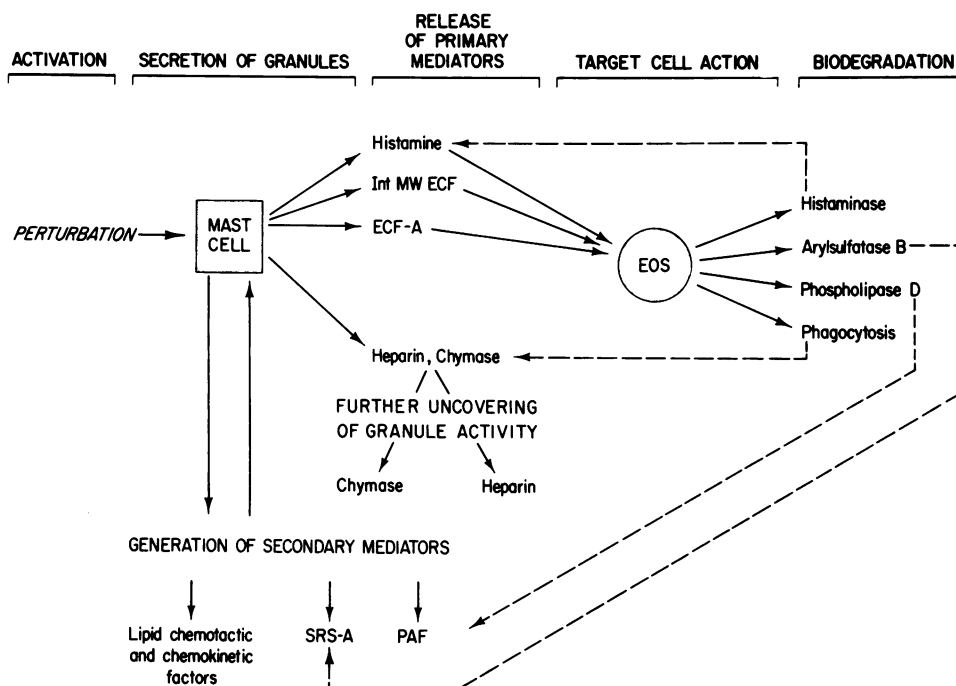 RELEASE
OF PRIMARY
MEDIATORS
ACTIVATION
SECRETION OF GRANULES
TARGET CELL ACTION
BIODEGRADATION
Histamine
Int MW ECF
ECF-A
PERTURBATION
MAST
CELL
EOS
Histaminase
Arylsulfatase B
Phospholipase D
Phagocytosis
Heparin, Chymase
FURTHER UNCOVERING
OF GRANULE ACTIVITY
Chymase
Heparin
GENERATION OF SECONDARY MEDIATORS
Lipid chemotactic
and chemokinetic
factors
SRS-A
PAF